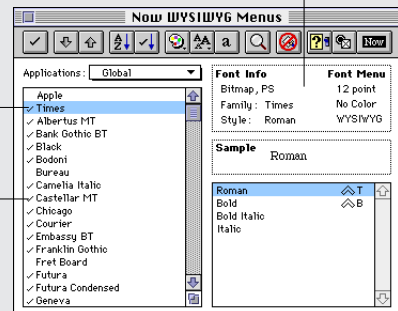 Now WYSIWYG Menus
a
Now
Applications: Global
Apple
Times
Albertus MT
Bank Gothic BT
Black
Bodoni
Bureau
Camelia Italic
Castellar MT
Chicago
Courier
Embassy BT
Franklin Gothic
Fret Board
Futura
Futura Condensed
Geneva
Font Info Font Menu
Bitmap, PS 12 point
Family: Times No Color
Style: Roman WYSIWYG
Sample
Roman
Roman T
Bold B
Bold Italic
Italic